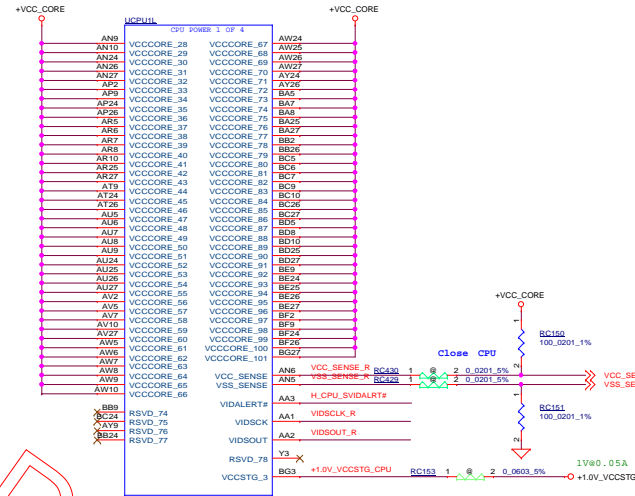 +VCC_CORE
+VCC_CORE
UCPU1L
CPU POWER 1 OF 4
AN9 VCCCORE_28 VCCCORE_67 AW24
AN10 VCCCORE_29 VCCCORE_68 AW25
AN24 VCCCORE_30 VCCCORE_69 AW26
AN26 VCCCORE_31 VCCCORE_70 AW27
AN27 VCCCORE_32 VCCCORE_71 AY24
AP2 VCCCORE_33 VCCCORE_72 AY26
AP9 VCCCORE_34 VCCCORE_73 BA5
AP24 VCCCORE_35 VCCCORE_74 BA7
AP26 VCCCORE_36 VCCCORE_75 BA8
AR5 VCCCORE_37 VCCCORE_76 BA25
AR6 VCCCORE_38 VCCCORE_77 BA27
AR7 VCCCORE_39 VCCCORE_78 BB2
AR8 VCCCORE_40 VCCCORE_79 BB26
AR10 VCCCORE_41 VCCCORE_80 BC5
AR25 VCCCORE_42 VCCCORE_81 BC6
AR27 VCCCORE_43 VCCCORE_82 BC7
AT9 VCCCORE_44 VCCCORE_83 BC9
AT24 VCCCORE_45 VCCCORE_84 BC10
AT26 VCCCORE_46 VCCCORE_85 BC26
AU5 VCCCORE_47 VCCCORE_86 BC27
AU6 VCCCORE_48 VCCCORE_87 BD5
AU7 VCCCORE_49 VCCCORE_88 BD8
AU8 VCCCORE_50 VCCCORE_89 BD10
AU9 VCCCORE_51 VCCCORE_90 BD25
AU24 VCCCORE_52 VCCCORE_91 BD27
AU25 VCCCORE_53 VCCCORE_92 BE9
AU26 VCCCORE_54 VCCCORE_93 BE24
AU27 VCCCORE_55 VCCCORE_94 BE25
AV2 VCCCORE_56 VCCCORE_95 BE26
AV5 VCCCORE_57 VCCCORE_96 BE27
AV7 VCCCORE_58 VCCCORE_97 BF2
AV10 VCCCORE_59 VCCCORE_98 BF9
AV27 VCCCORE_60 VCCCORE_99 BF24
AW5 VCCCORE_61 VCCCORE_100 BF26
AW6 VCCCORE_62 VCCCORE_101 BG27
AW7 VCCCORE_63
AW8 VCCCORE_64
AW9 VCCCORE_65
AW10 VCCCORE_66
+VCC_CORE
1
RC150
100_0201_1%
2
Close CPU
VCC_SENSE AN6 VCC_SENSE_R RC430 1 @ 2 0_0201_5% VCC_SE
VSS_SENSE AN5 VSS_SENSE_R RC429 1 @ 2 0_0201_5% VSS_SE
VIDALERT# AA3 H_CPU_SVIDALRT#
VIDSCK AA1 VIDSCLK_R
VIDSOUT AA2 VIDSOUT_R
1
RC151
100_0201_1%
2
BB9 RSVD_74
BC24 RSVD_75
AY9 RSVD_76
BB24 RSVD_77
RSVD_78 Y3
VCCSTG_3 BG3 +1.0V_VCCSTG_CPU RC153 1 @ 2 0_0603_5%
1V@0.05A
+1.0V_VCCSTG